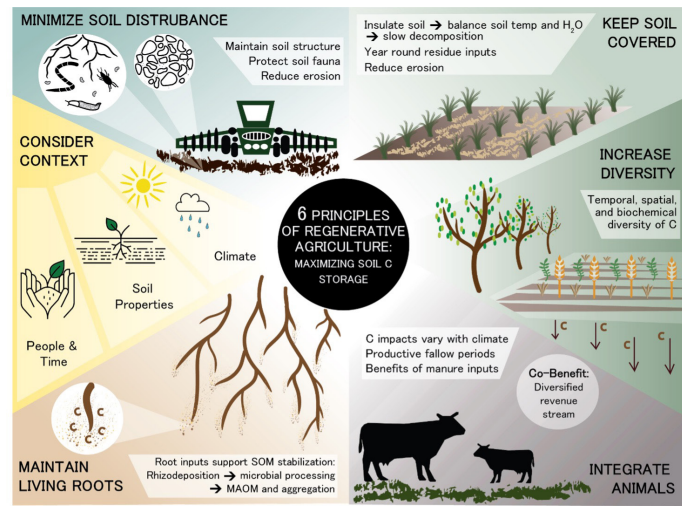 MINIMIZE SOIL DISTRUBANCE
Maintain soil structure
Protect soil fauna
Reduce erosion
Insulate soil → balance soil temp and H₂O
→ slow decomposition
Year round residue inputs
Reduce erosion
KEEP SOIL
COVERED
CONSIDER
CONTEXT
Climate
Soil
Properties
People &
Time
6 PRINCIPLES
OF REGENERATIVE
AGRICULTURE:
MAXIMIZING SOIL C
STORAGE
INCREASE
DIVERSITY
Temporal, spatial,
and biochemical
diversity of C
C
C
C
C
C impacts vary with climate
Productive fallow periods
Benefits of manure inputs
Co-Benefit:
Diversified
revenue
stream
INTEGRATE
ANIMALS
C
C
C
C
C
MAINTAIN
LIVING ROOTS
Root inputs support SOM stabilization:
Rhizodeposition → microbial processing
→ MAOM and aggregation